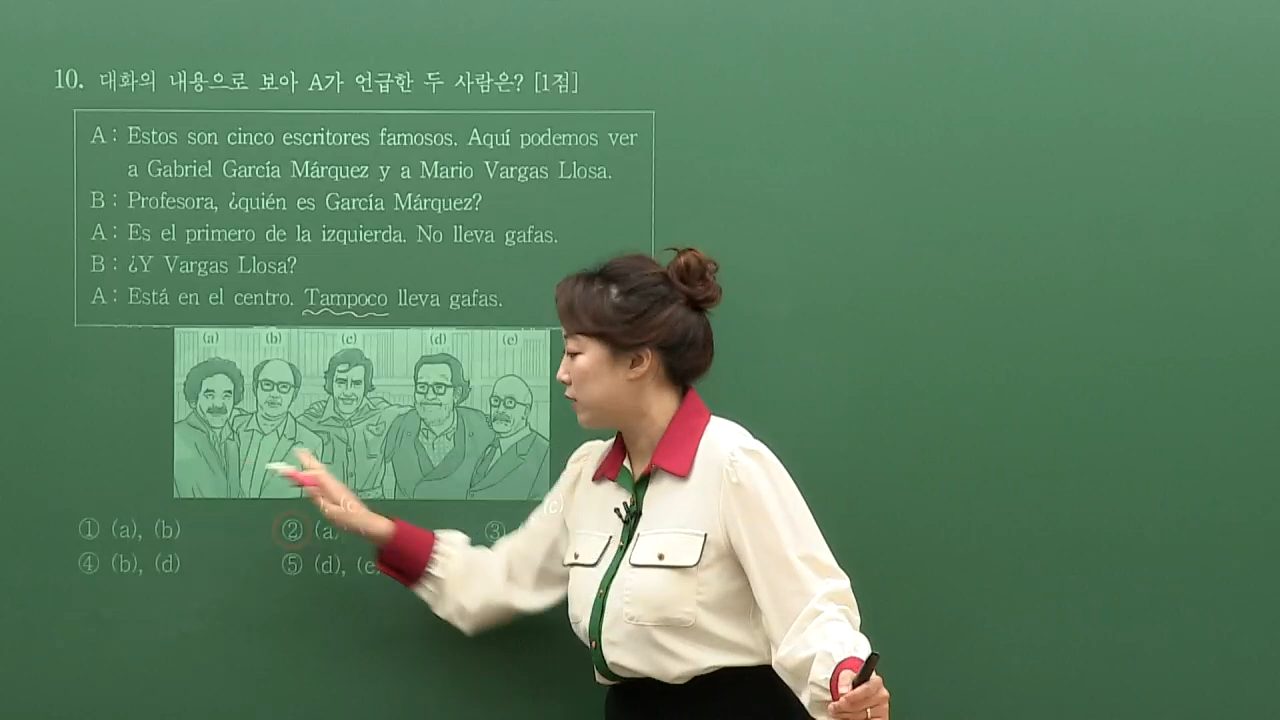 10. 대화의 내용으로 보아 A가 언급한 두 사람은? [1점]
A : Estos son cinco escritores famosos. Aquí podemos ver
a Gabriel García Márquez y a Mario Vargas Llosa.
B : Profesora, ¿quién es García Márquez?
A : Es el primero de la izquierda. No lleva gafas.
B : ¿Y Vargas Llosa?
A : Está en el centro. Tampoco lleva gafas.
(a) (b) (c) (d) (e)
① (a), (b) ② (a) (c) ③ (c)
④ (b), (d) ⑤ (d), (e)